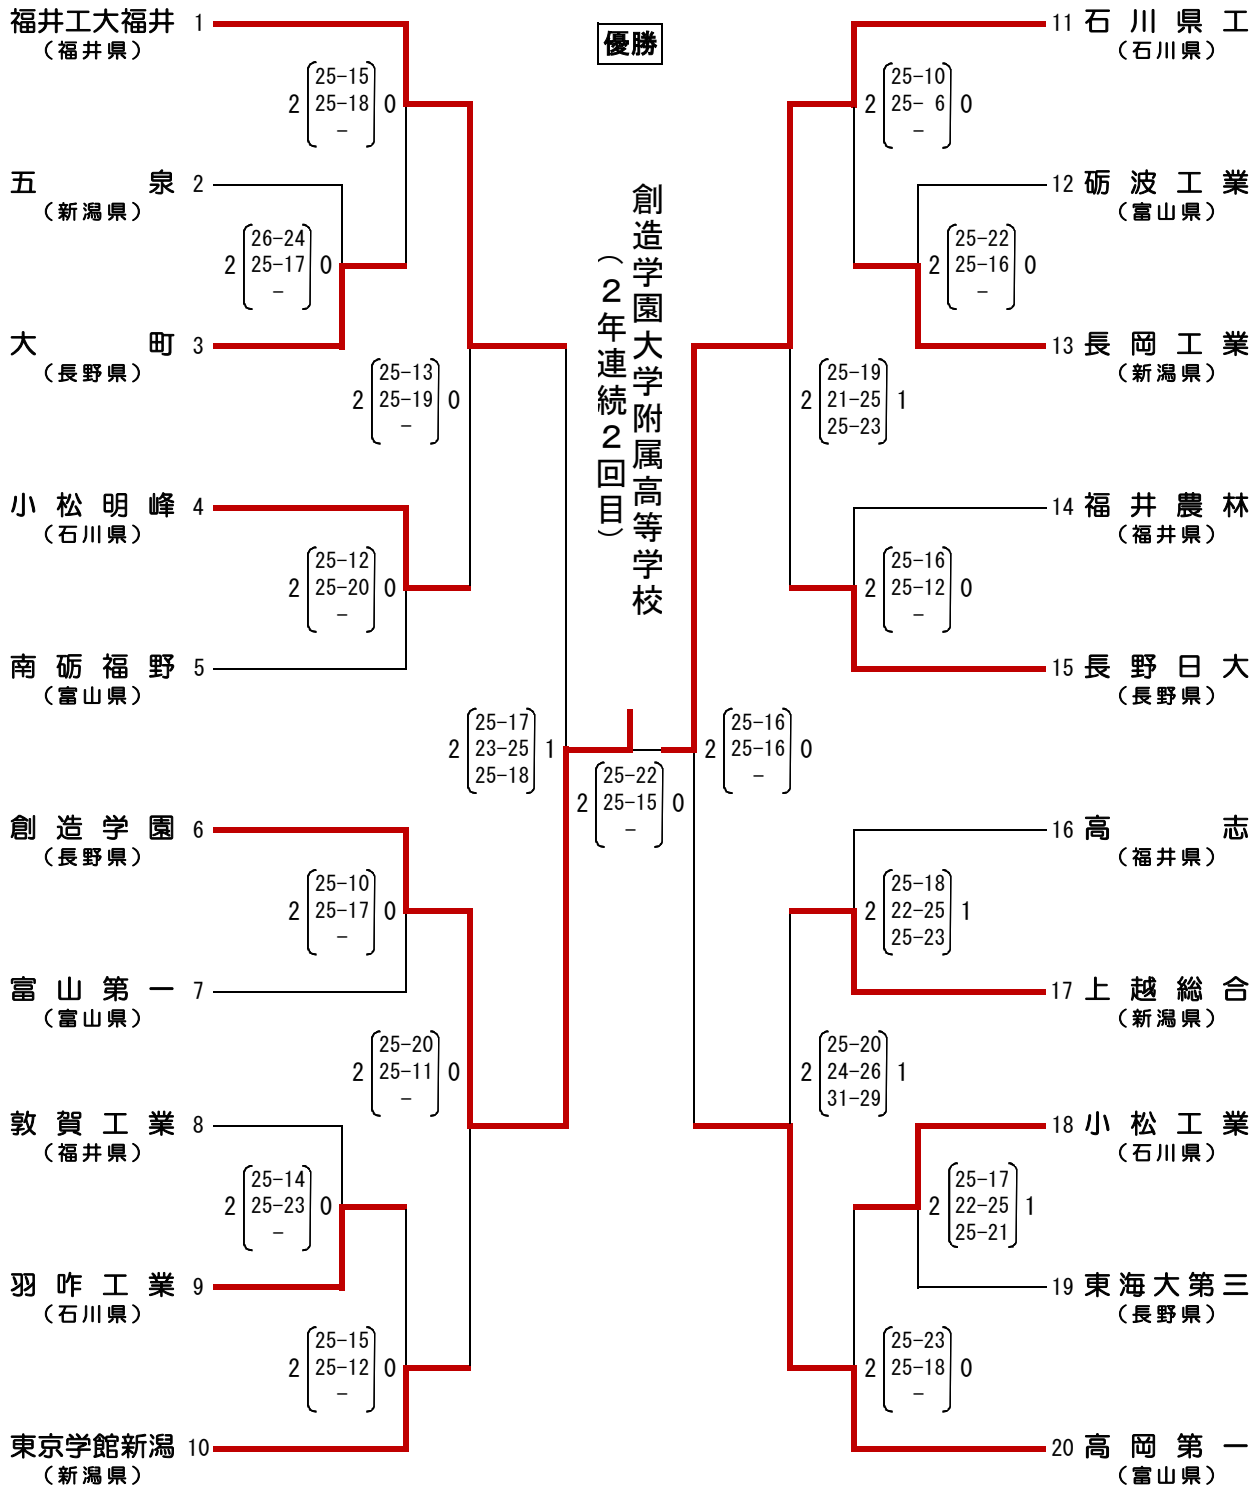 優勝
創造学園大学附属高等学校
（２年連続２回目）
福井工大福井 1
（福井県）
25-15
2 25-18 0
-
五泉 2
（新潟県）
26-24
2 25-17 0
-
大町 3
（長野県）
25-13
2 25-19 0
-
小松明峰 4
（石川県）
25-12
2 25-20 0
-
南砺福野 5
（富山県）
25-17
2 23-25 1
25-18
創造学園 6
（長野県）
25-10
2 25-17 0
-
富山第一 7
（富山県）
25-20
2 25-11 0
-
敦賀工業 8
（福井県）
25-14
2 25-23 0
-
羽咋工業 9
（石川県）
25-15
2 25-12 0
-
東京学館新潟 10
（新潟県）
25-22
2 25-15 0
-
11 石川県工
（石川県）
25-10
2 25- 6 0
-
12 砺波工業
（富山県）
25-22
2 25-16 0
-
13 長岡工業
（新潟県）
25-19
2 21-25 1
25-23
14 福井農林
（福井県）
25-16
2 25-12 0
-
15 長野日大
（長野県）
25-16
2 25-16 0
-
16 高志
（福井県）
25-18
2 22-25 1
25-23
17 上越総合
（新潟県）
25-20
2 24-26 1
31-29
18 小松工業
（石川県）
25-17
2 22-25 1
25-21
19 東海大第三
（長野県）
25-23
2 25-18 0
-
20 高岡第一
（富山県）